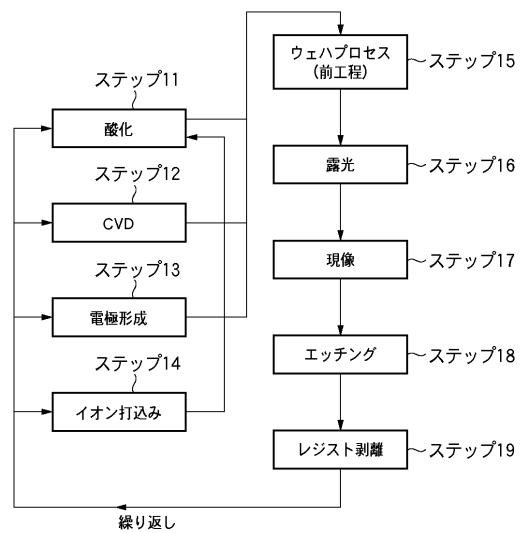 ステップ11
酸化
ステップ12
CVD
ステップ13
電極形成
ステップ14
イオン打込み
ウェハプロセス
(前工程)
ステップ15
露光
ステップ16
現像
ステップ17
エッチング
ステップ18
レジスト剥離
ステップ19
繰り返し